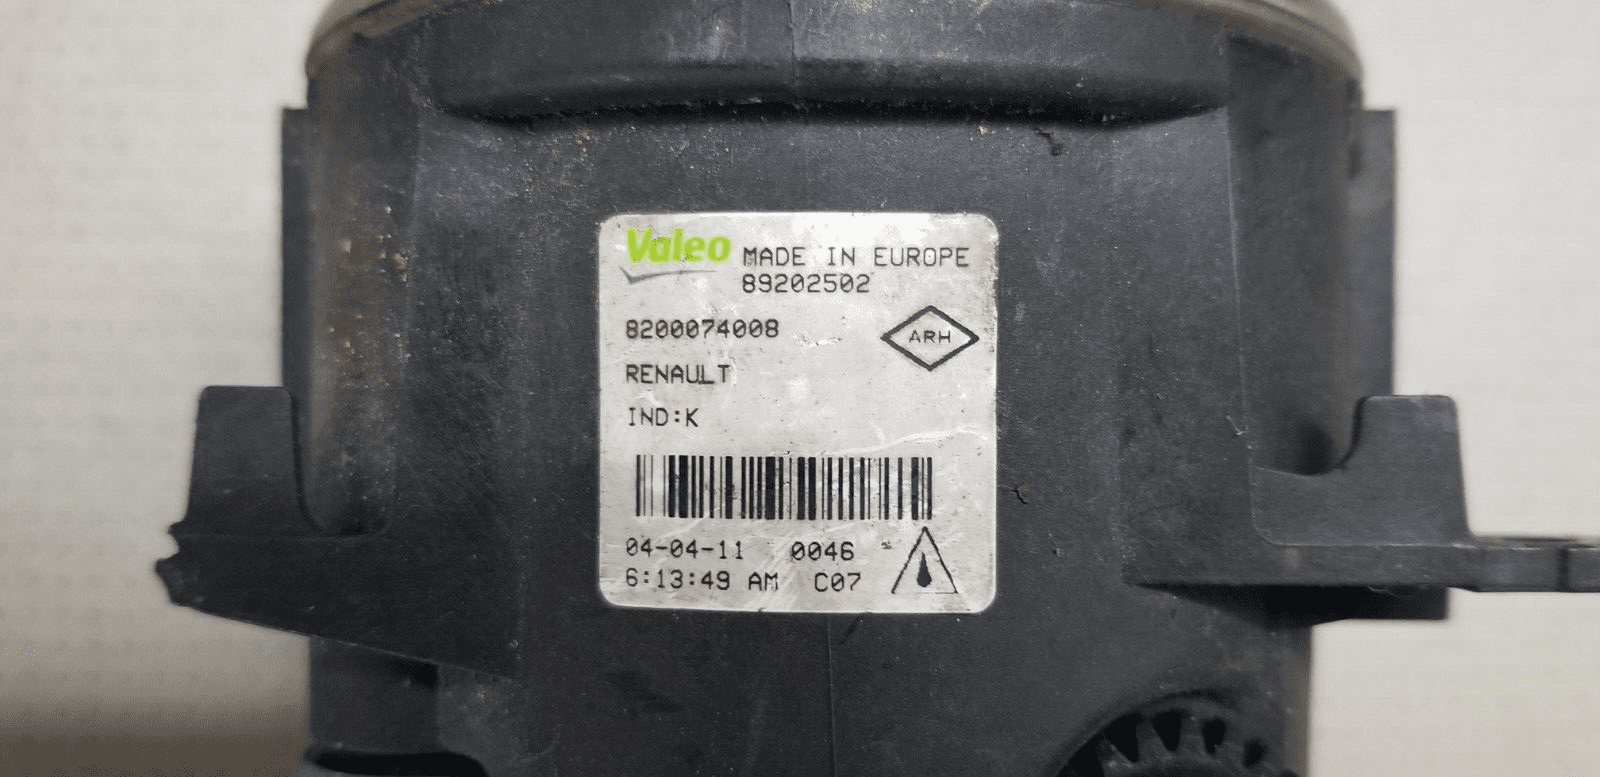 Valeo MADE IN EUROPE
89202502
8200074008
ARH
RENAULT
IND:K
04-04-11 0046
6:13:49 AM C07